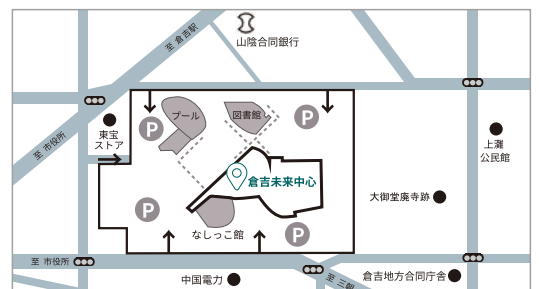 至 倉吉駅
山陰合同銀行
プール
図書館
P
P
東宝
ストア
至 市役所
上灘
公民館
倉吉未来中心
大御堂廃寺跡
P
なしっこ館
P
至 市役所
中国電力
至 三朝
倉吉地方合同庁舎